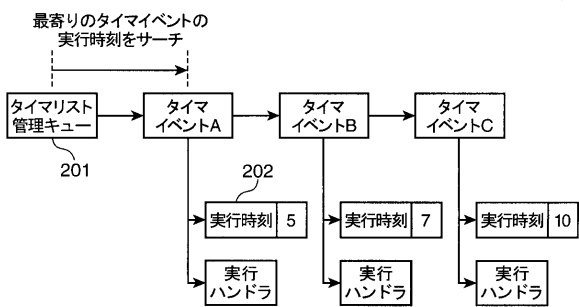 最寄りのタイマイベントの
実行時刻をサーチ
タイマリスト
管理キュー
タイマ
イベントA
タイマ
イベントB
タイマ
イベントC
201
202
実行時刻 5
実行時刻 7
実行時刻 10
実行
ハンドラ
実行
ハンドラ
実行
ハンドラ